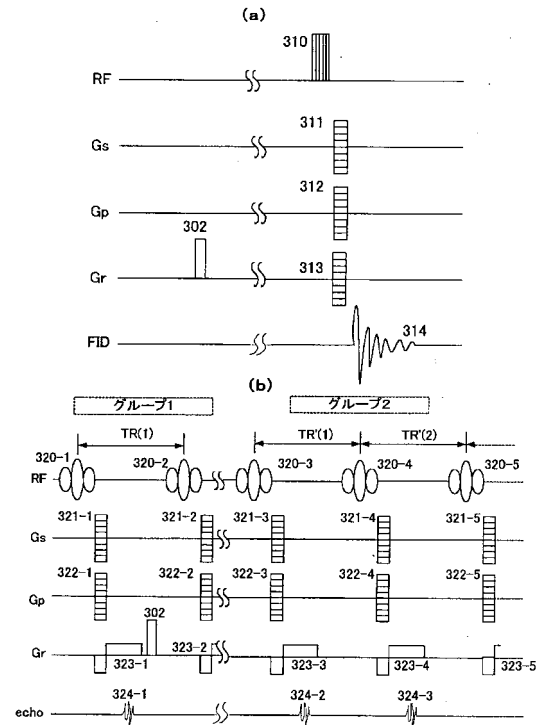 (a)
310
RF
311
Gs
312
Gp
302
313
Gr
314
FID
(b)
グループ1 グループ2
TR(1) TR'(1) TR'(2)
320-1 320-2 320-3 320-4 320-5
RF
321-1 321-2 321-3 321-4 321-5
Gs
322-1 322-2 322-3 322-4 322-5
Gp
302
Gr
323-1 323-2 323-3 323-4 323-5
324-1 324-2 324-3
echo